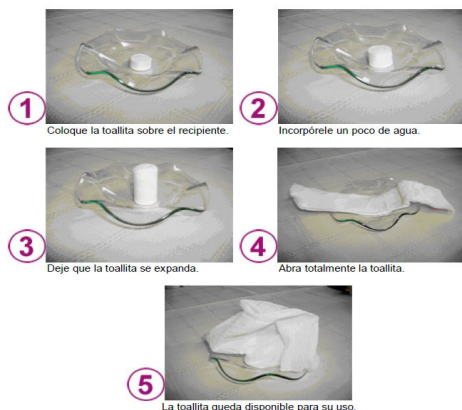 1
Coloque la toallita sobre el recipiente.
2
Incorpórele un poco de agua.
3
Deje que la toallita se expanda.
4
Abra totalmente la toallita.
5
La toallita queda disponible para su uso.